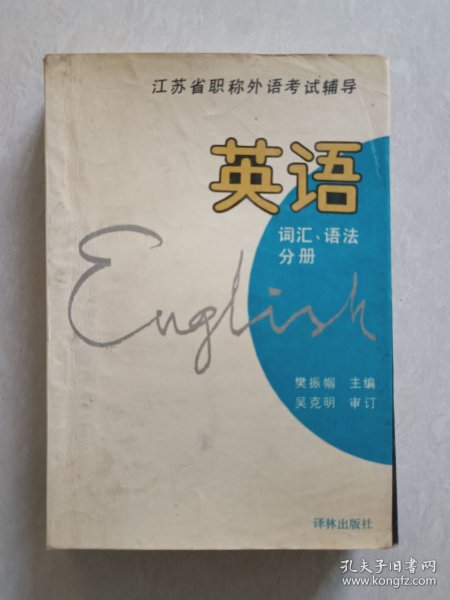 江苏省职称外语考试辅导
英语
词汇、语法
分册
English
樊振帼 主编
吴克明 审订
译林出版社
孔夫子旧书网
www.kongfz.com